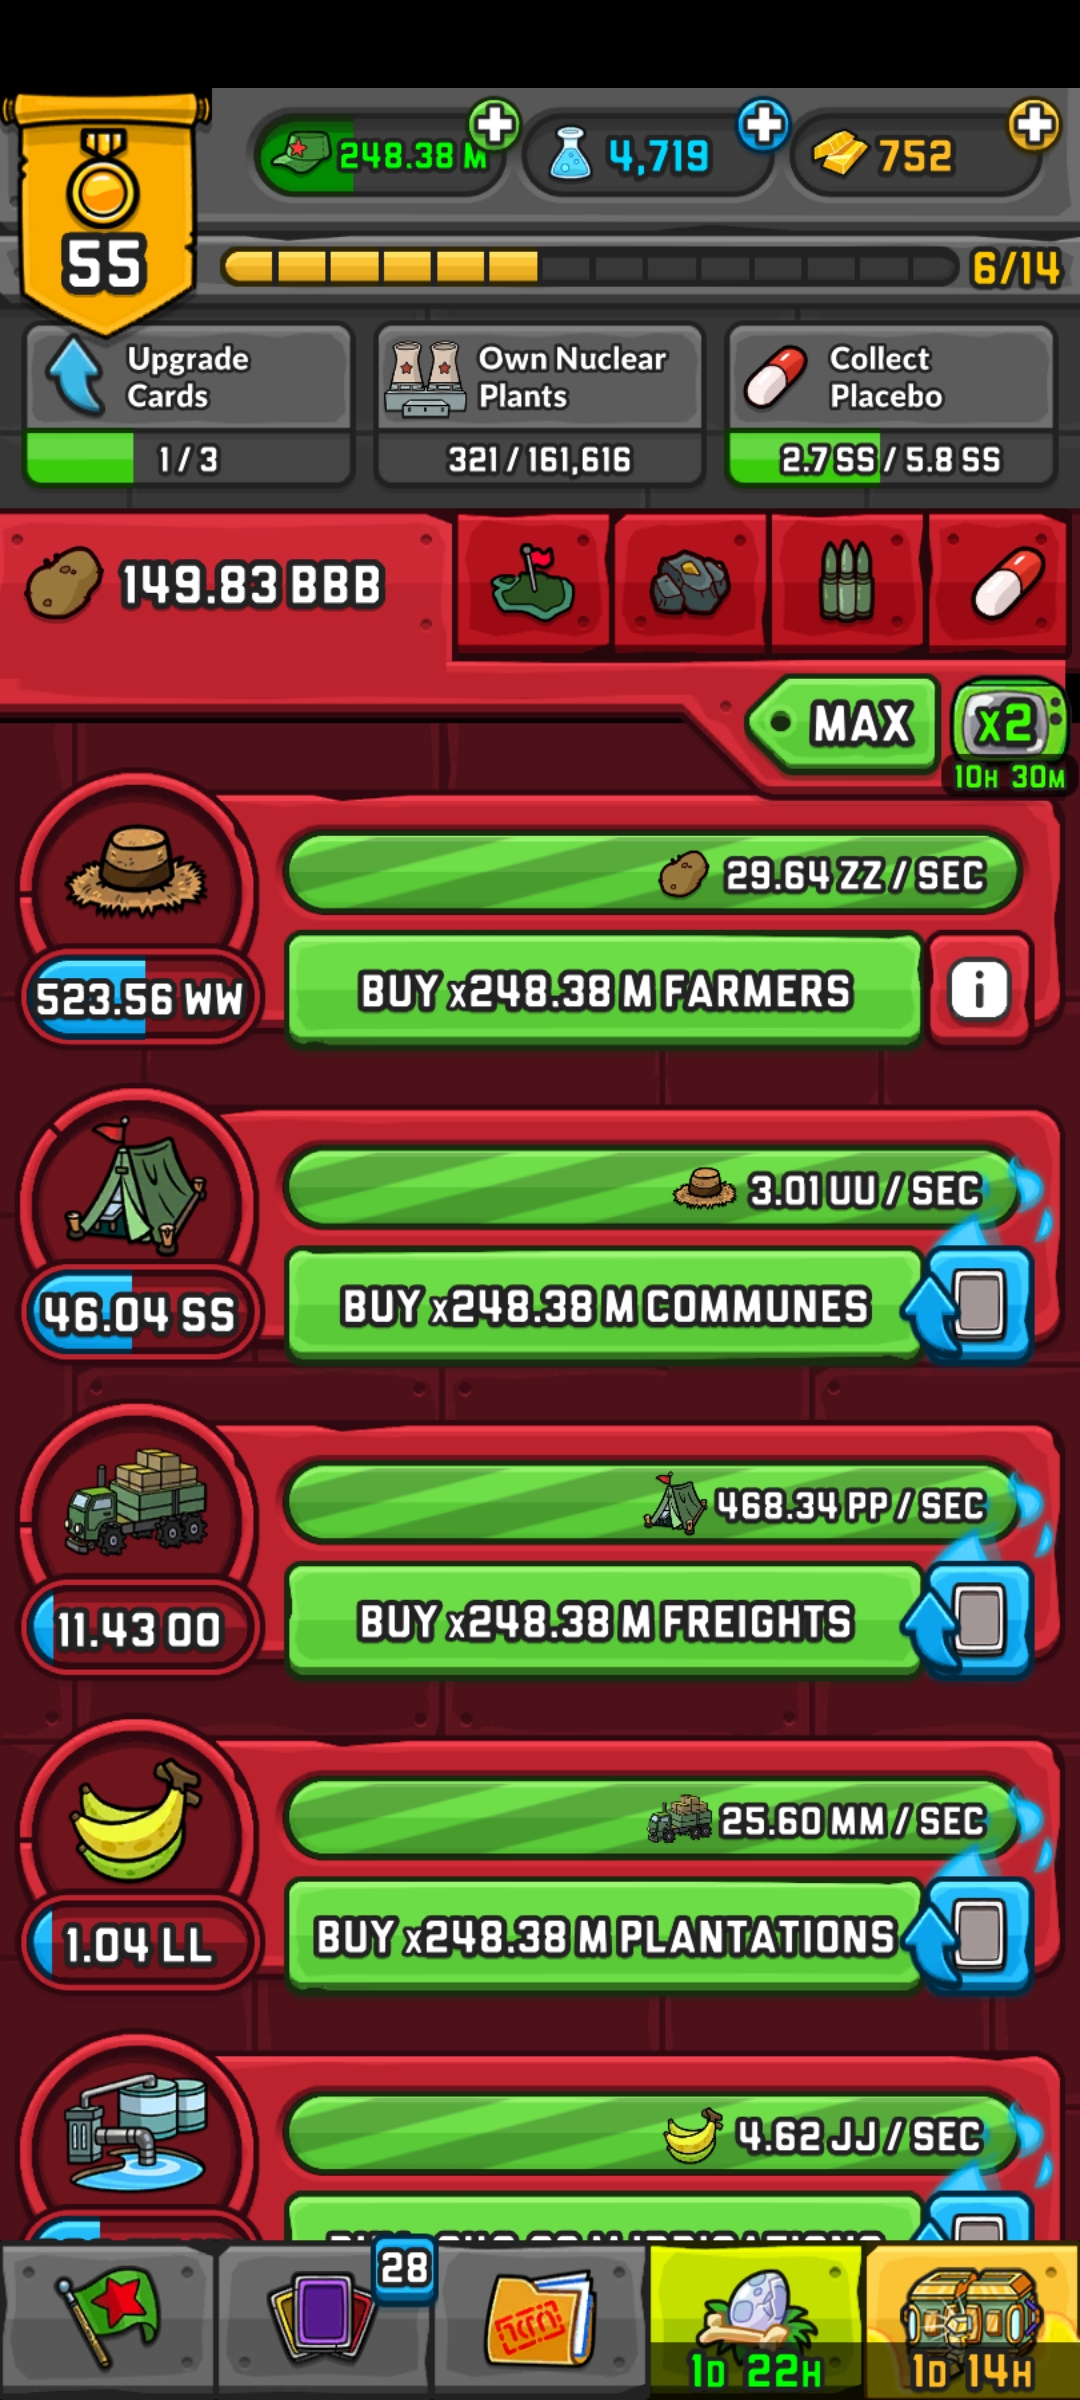 248.38 M
4,719
752
55
6/14
Upgrade
Cards
1 / 3
Own Nuclear
Plants
321 / 161,616
Collect
Placebo
2.7 SS / 5.8 SS
149.83 BBB
MAX
x2
10H 30M
29.64 ZZ / SEC
523.56 WW
BUY x248.38 M FARMERS
i
3.01 UU / SEC
46.04 SS
BUY x248.38 M COMMUNES
468.34 PP / SEC
11.43 OO
BUY x248.38 M FREIGHTS
25.60 MM / SEC
1.04 LL
BUY x248.38 M PLANTATIONS
4.62 JJ / SEC
28
1D 22H
1D 14H